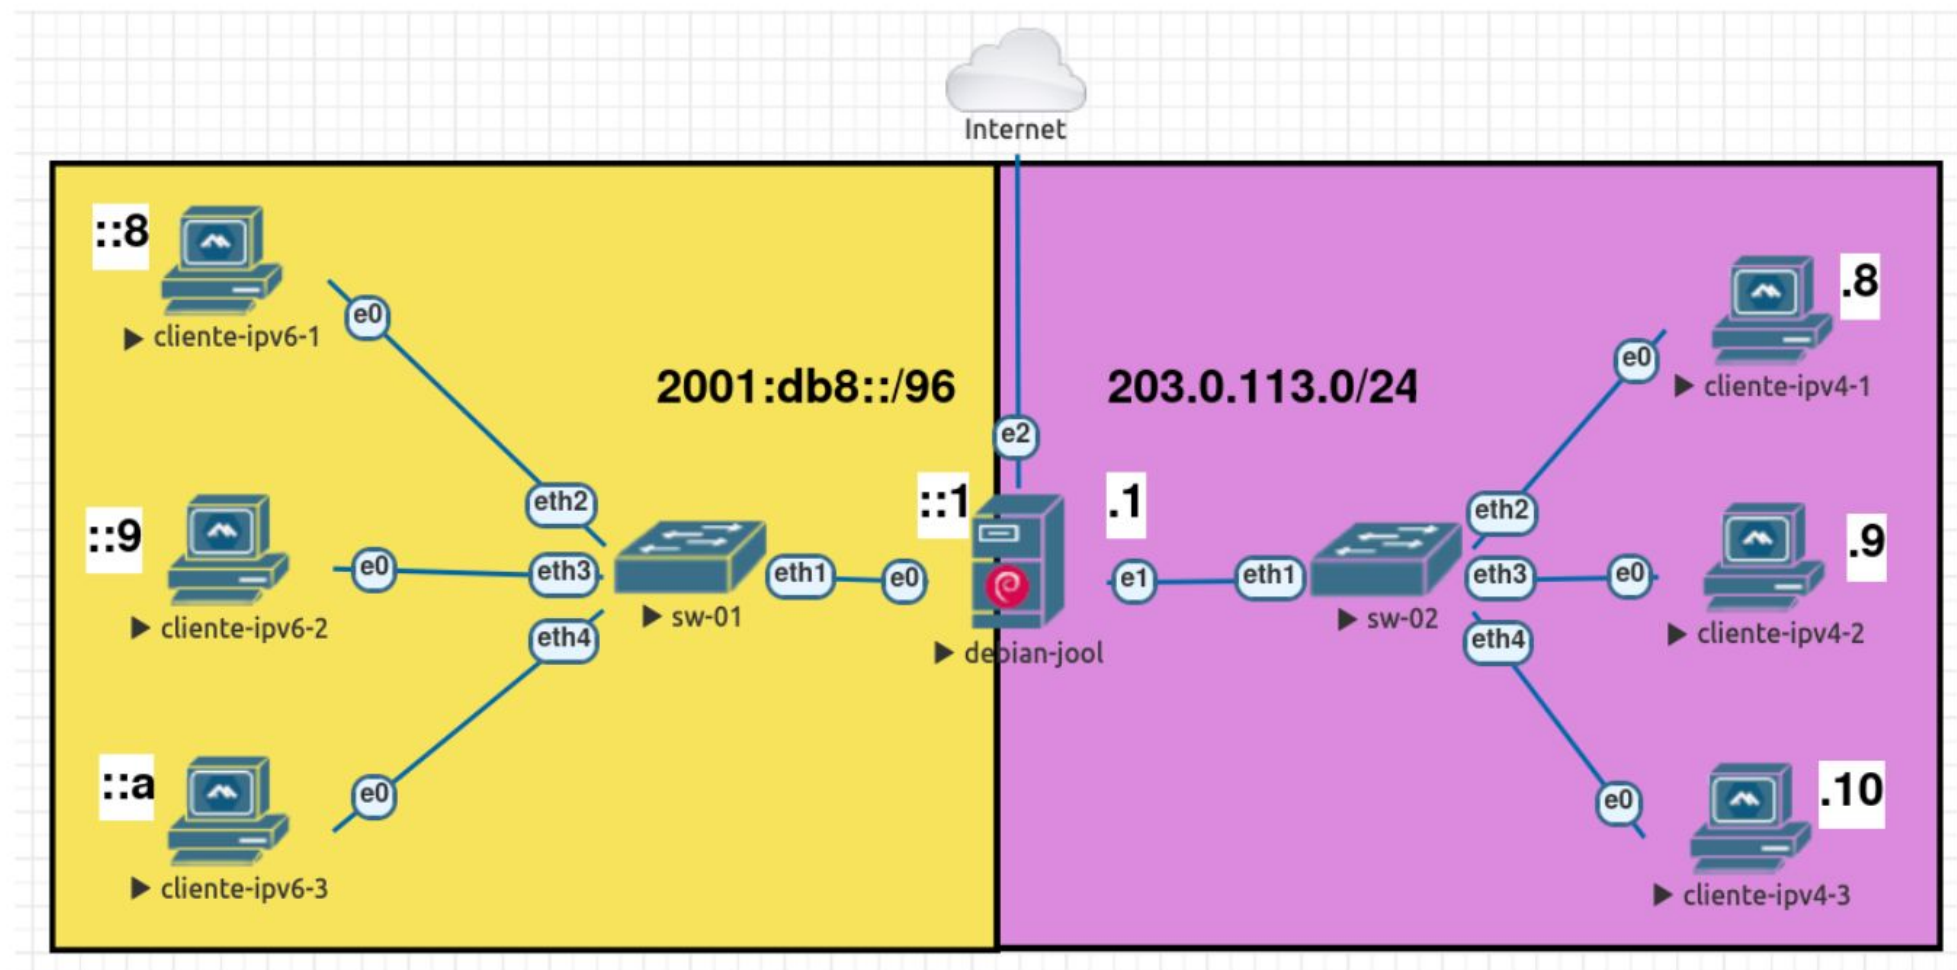 Internet
::8
cliente-ipv6-1
e0
2001:db8::/96
203.0.113.0/24
.8
e0
cliente-ipv4-1
e2
::9
cliente-ipv6-2
e0
eth2
eth3
eth4
sw-01
eth1
e0
::1
debian-jool
.1
e1
eth1
sw-02
eth2
eth3
eth4
e0
.9
cliente-ipv4-2
::a
cliente-ipv6-3
e0
e0
.10
cliente-ipv4-3